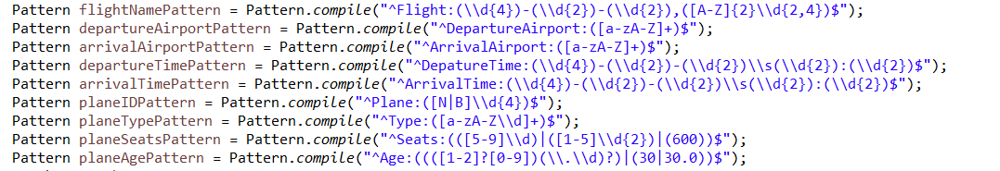 Pattern flightNamePattern = Pattern.compile("^Flight:(\\d{4})-(\\d{2})-(\\d{2}),([A-Z]{2}\\d{2,4})$");
Pattern departureAirportPattern = Pattern.compile("^DepartureAirport:([a-zA-Z]+)$");
Pattern arrivalAirportPattern = Pattern.compile("^ArrivalAirport:([a-zA-Z]+)$");
Pattern departureTimePattern = Pattern.compile("^DepatureTime:(\\d{4})-(\\d{2})-(\\d{2})\\s(\\d{2}):(\\d{2})$");
Pattern arrivalTimePattern = Pattern.compile("^ArrivalTime:(\\d{4})-(\\d{2})-(\\d{2})\\s(\\d{2}):(\\d{2})$");
Pattern planeIDPattern = Pattern.compile("^Plane:([N|B]\\d{4})$");
Pattern planeTypePattern = Pattern.compile("^Type:([a-zA-Z\\d]+)$");
Pattern planeSeatsPattern = Pattern.compile("^Seats:(([5-9]\\d)|([1-5]\\d{2})|(600))$");
Pattern planeAgePattern = Pattern.compile("^Age:((([1-2]?[0-9])(\\.\\d)?)|(30|30.0))$");